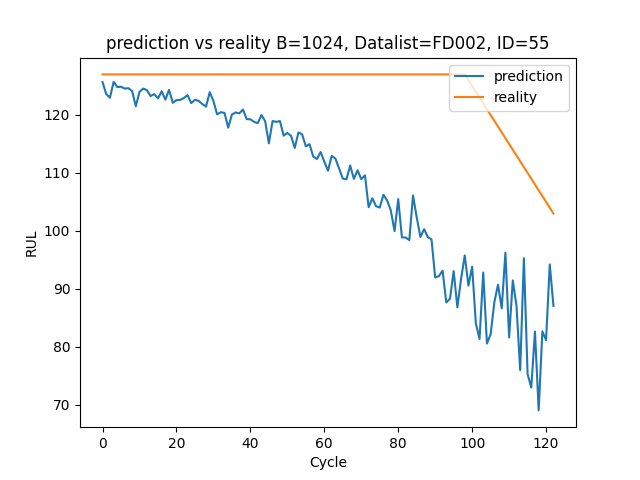 prediction vs reality B=1024, Datalist=FD002, ID=55
prediction
reality
RUL
120
110
100
90
80
70
0 20 40 60 80 100 120
Cycle